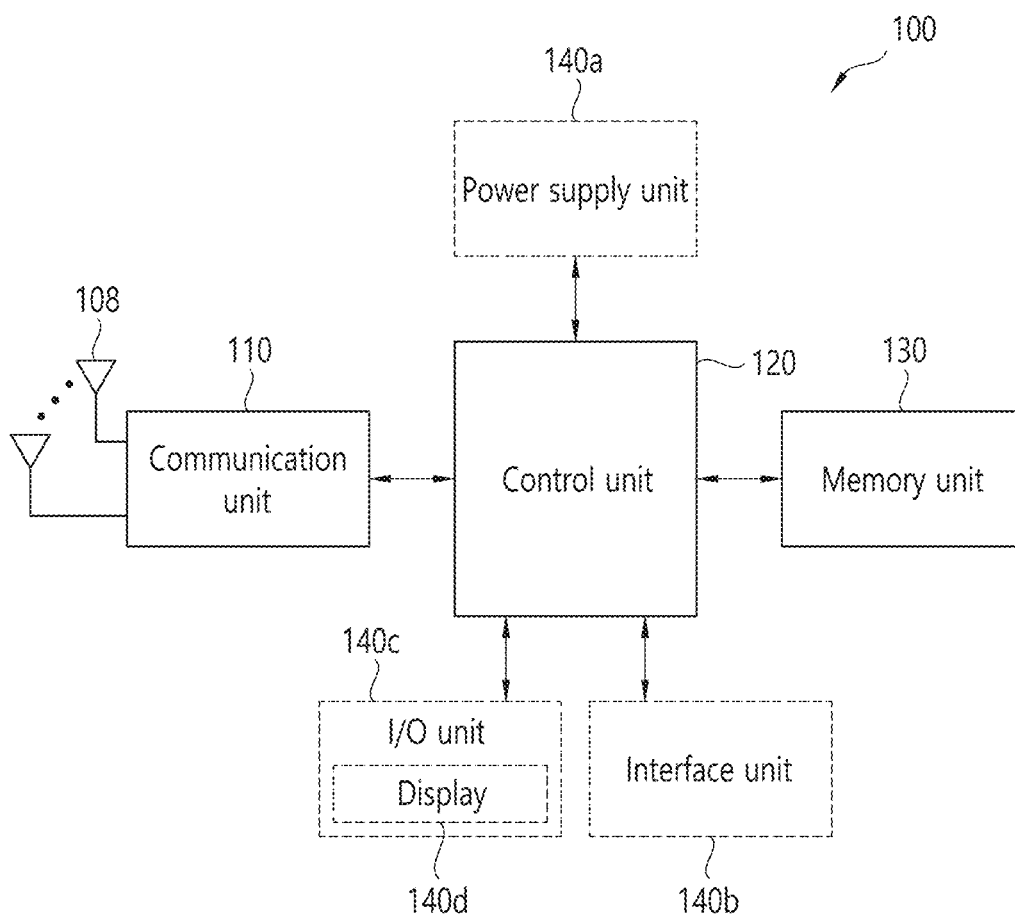 100
140a
Power supply unit
108
110
120
130
Communication
unit
Control unit
Memory unit
140c
I/O unit
Display
Interface unit
140d
140b